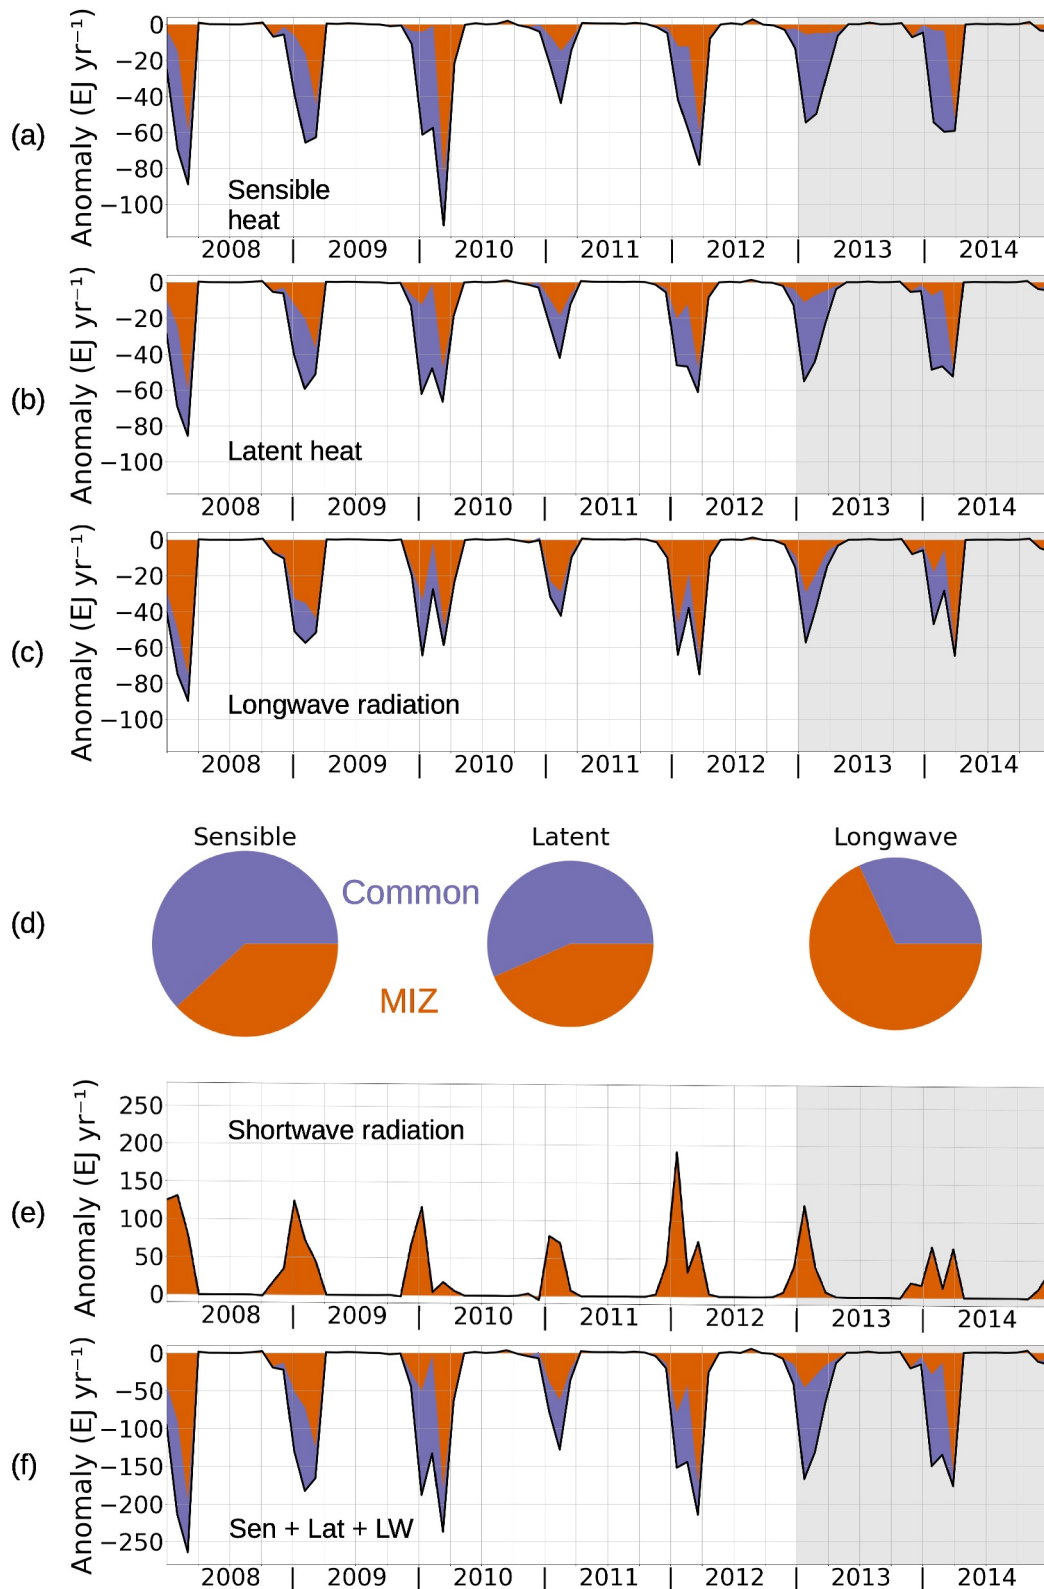 (a)
Anomaly (EJ yr⁻¹)
0
−20
−40
−60
−80
−100
Sensible
heat
2008 | 2009 | 2010 | 2011 | 2012 | 2013 | 2014
(b)
Anomaly (EJ yr⁻¹)
0
−20
−40
−60
−80
−100
Latent heat
2008 | 2009 | 2010 | 2011 | 2012 | 2013 | 2014
(c)
Anomaly (EJ yr⁻¹)
0
−20
−40
−60
−80
−100
Longwave radiation
2008 | 2009 | 2010 | 2011 | 2012 | 2013 | 2014
(d)
Sensible Latent Longwave
Common
MIZ
(e)
Anomaly (EJ yr⁻¹)
250
200
150
100
50
0
Shortwave radiation
2008 | 2009 | 2010 | 2011 | 2012 | 2013 | 2014
(f)
Anomaly (EJ yr⁻¹)
0
−50
−100
−150
−200
−250
Sen + Lat + LW
2008 | 2009 | 2010 | 2011 | 2012 | 2013 | 2014